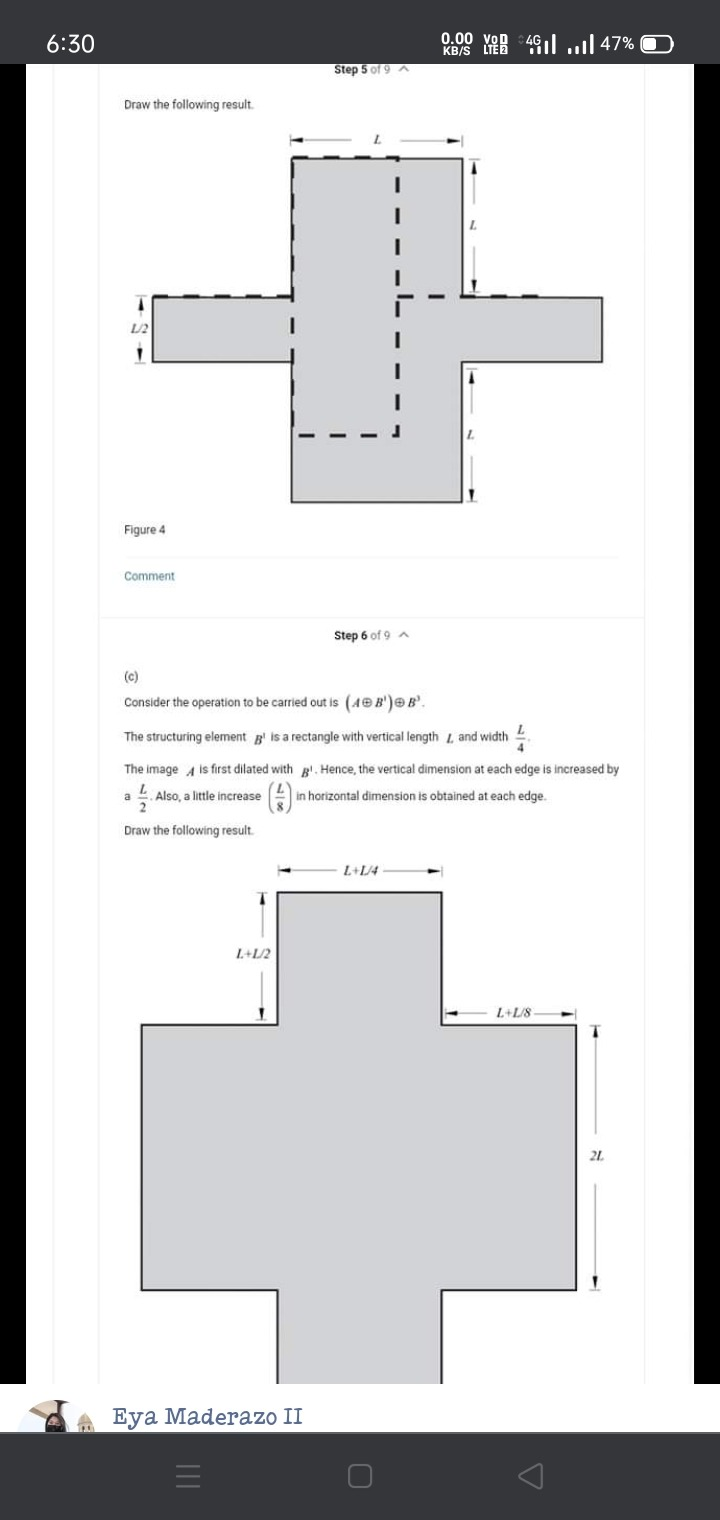 6:30
0.00 KB/S VoD LTE2 4G 47%
Step 5 of 9
Draw the following result.
L
L
L/2
L
Figure 4
Comment
Step 6 of 9
(c)
Consider the operation to be carried out is (A⊕B¹)⊕B³.
The structuring element B¹ is a rectangle with vertical length L and width L/4.
The image A is first dilated with B¹. Hence, the vertical dimension at each edge is increased by
a L/2. Also, a little increase (L/8) in horizontal dimension is obtained at each edge.
Draw the following result.
L+L/4
L+L/2
L+L/8
2L
Eya Maderazo II